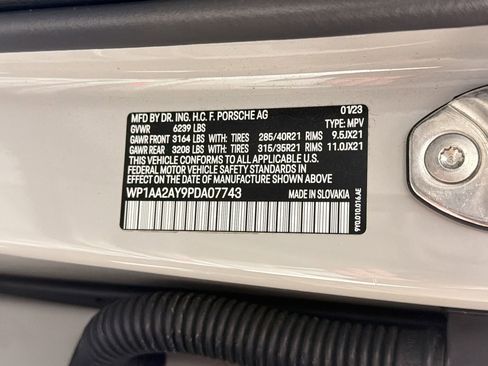 MFD BY DR. ING. H.C. F. PORSCHE AG 01/23
GVWR 6239 LBS TYPE: MPV
GAWR FRONT 3164 LBS WITH: TIRES 285/40R21 RIMS 9.5JX21
GAWR REAR 3208 LBS WITH: TIRES 315/35R21 RIMS 11.0JX21
THIS VEHICLE CONFORMS TO ALL APPLICABLE U.S.
FEDERAL MOTOR VEHICLE SAFETY STANDARDS IN
EFFECT ON THE DATE OF MANUFACTURE SHOWN ABOVE.
WP1AA2AY9PDA07743 MADE IN SLOVAKIA
9Y0.010.016.AE